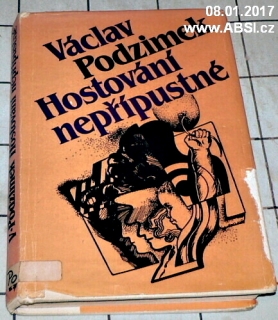 08.01.2017
www.ABSI.cz
Václav
Podzimek
Hostování
nepřípustné